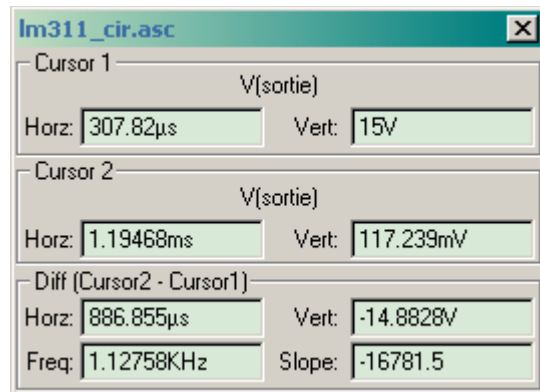 lm311_cir.asc
Cursor 1
V(sortie)
Horz: 307.82µs Vert: 15V
Cursor 2
V(sortie)
Horz: 1.19468ms Vert: 117.239mV
Diff (Cursor2 - Cursor1)
Horz: 886.855µs Vert: -14.8828V
Freq: 1.12758KHz Slope: -16781.5